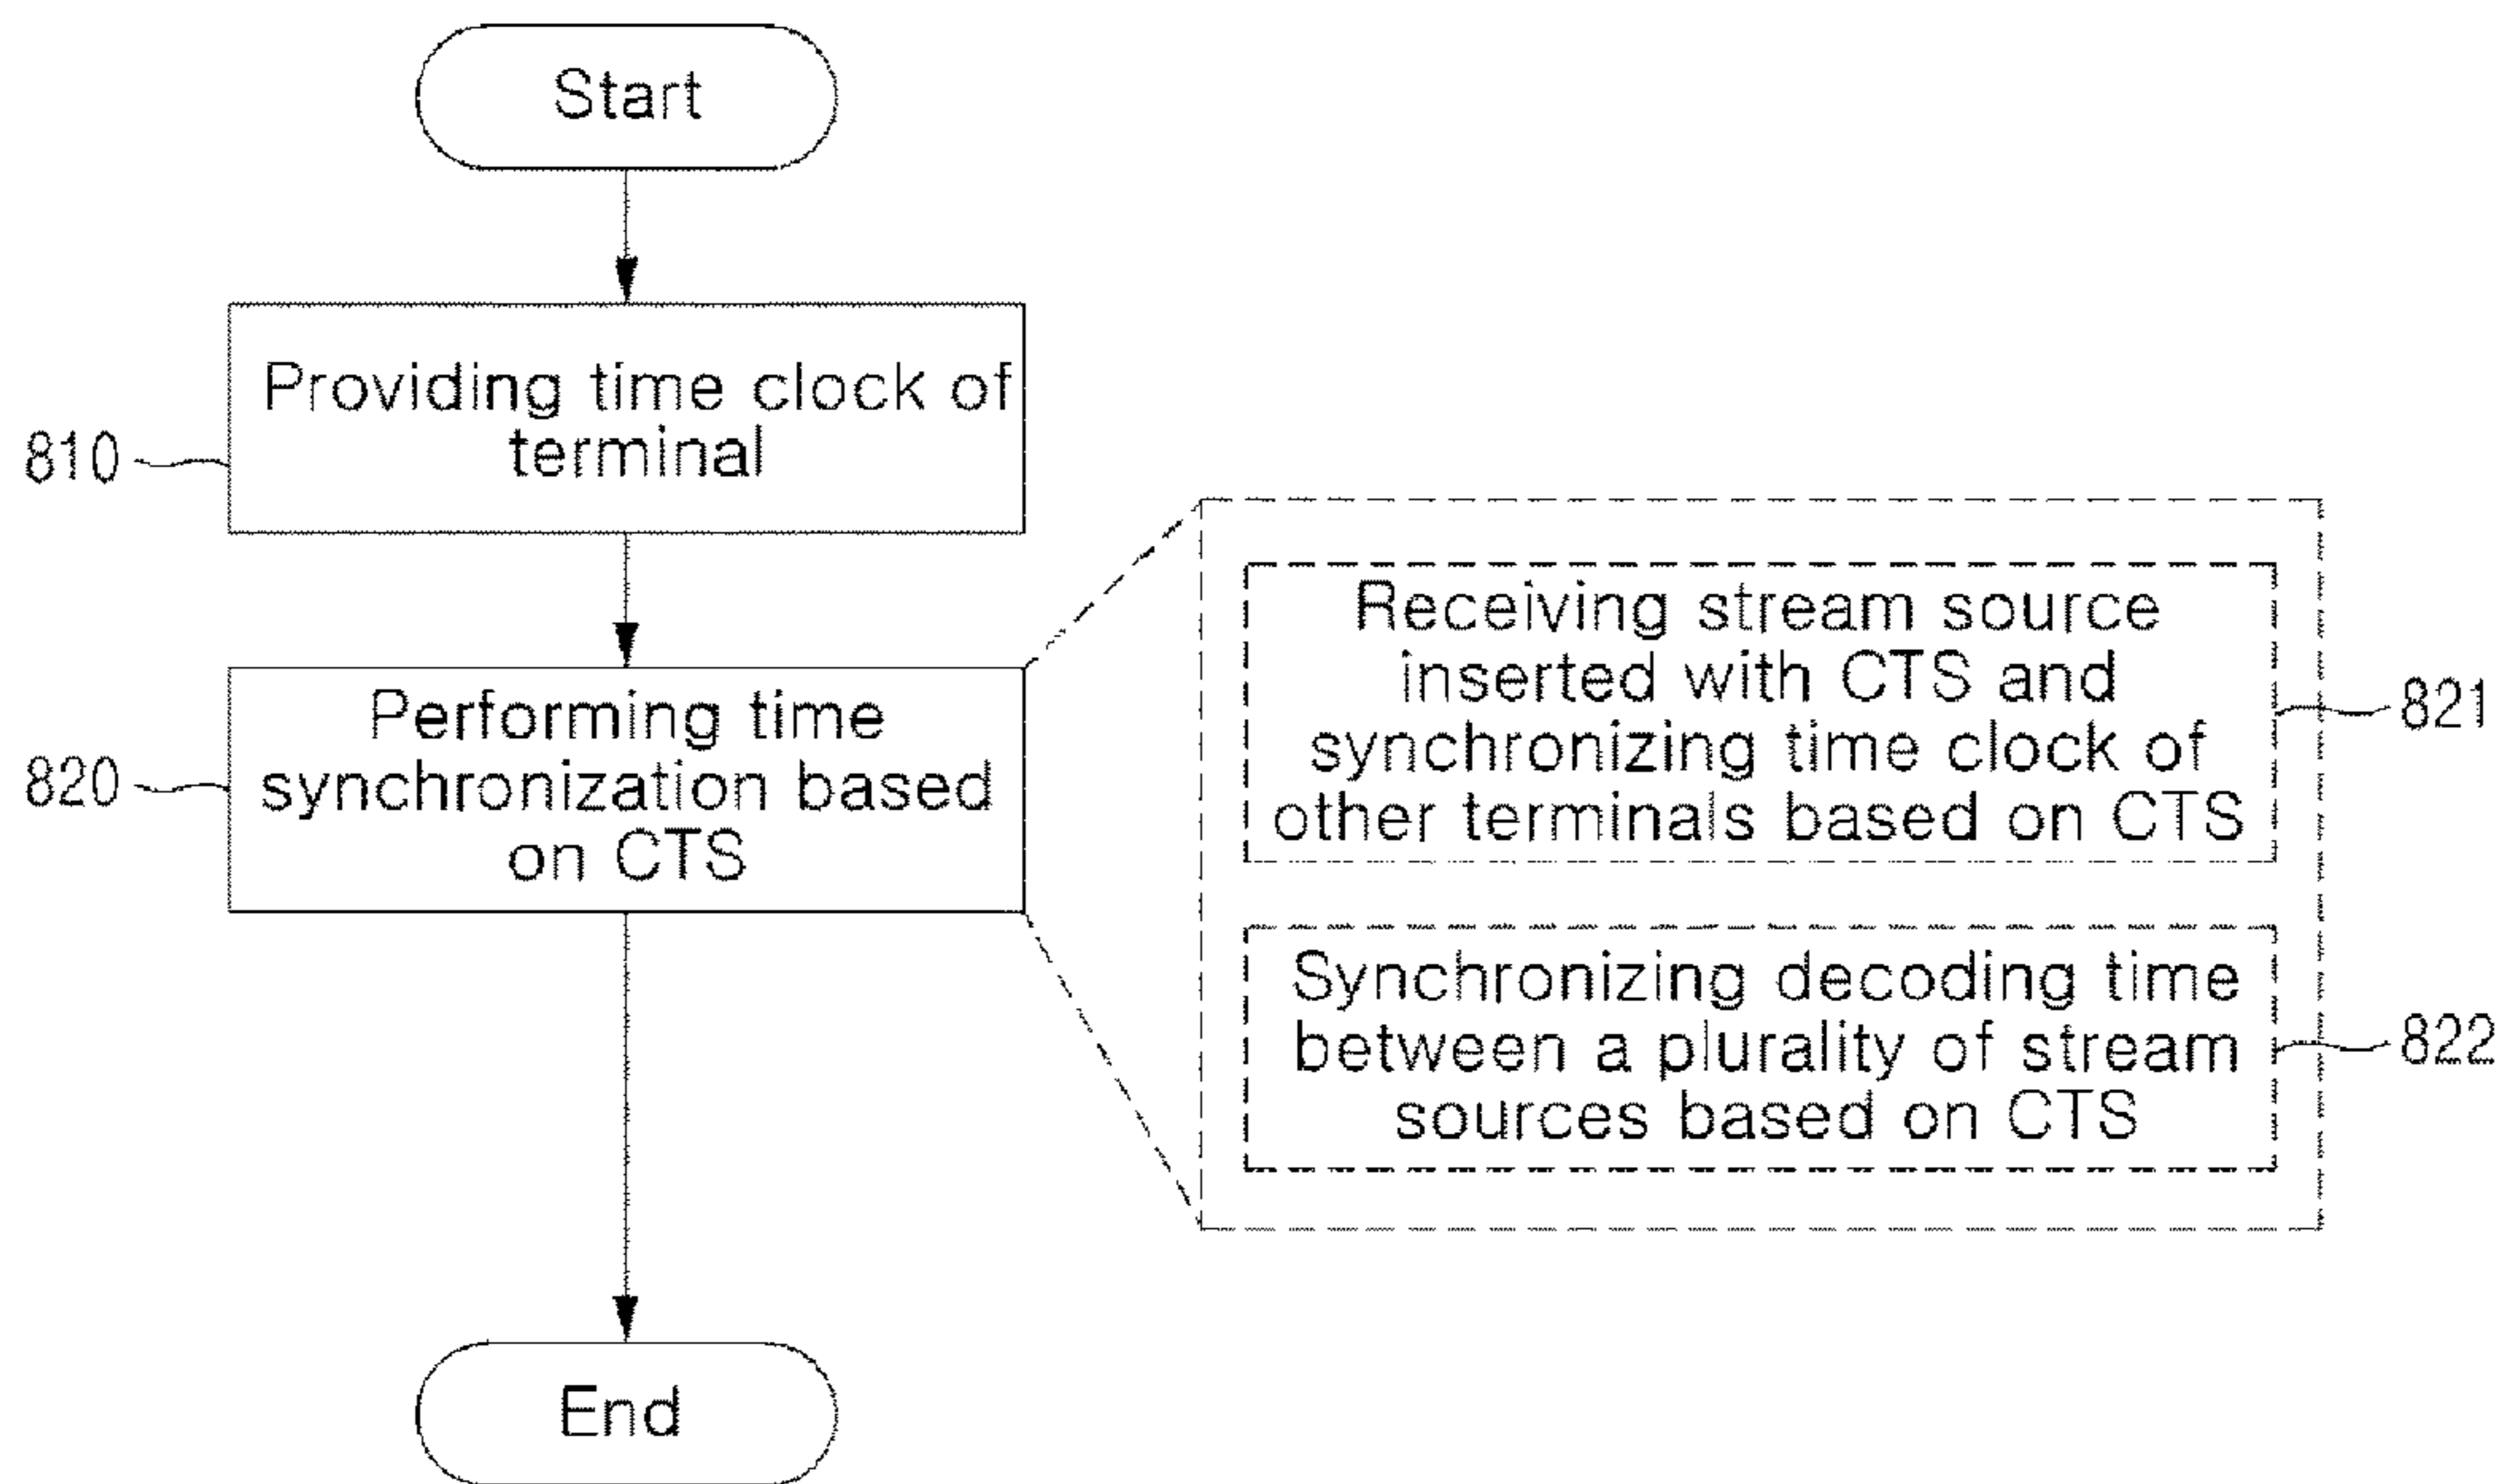 Start
Providing time clock of
terminal
810
Performing time
synchronization based
on CTS
820
Receiving stream source
inserted with CTS and
synchronizing time clock of
other terminals based on CTS
821
Synchronizing decoding time
between a plurality of stream
sources based on CTS
822
End